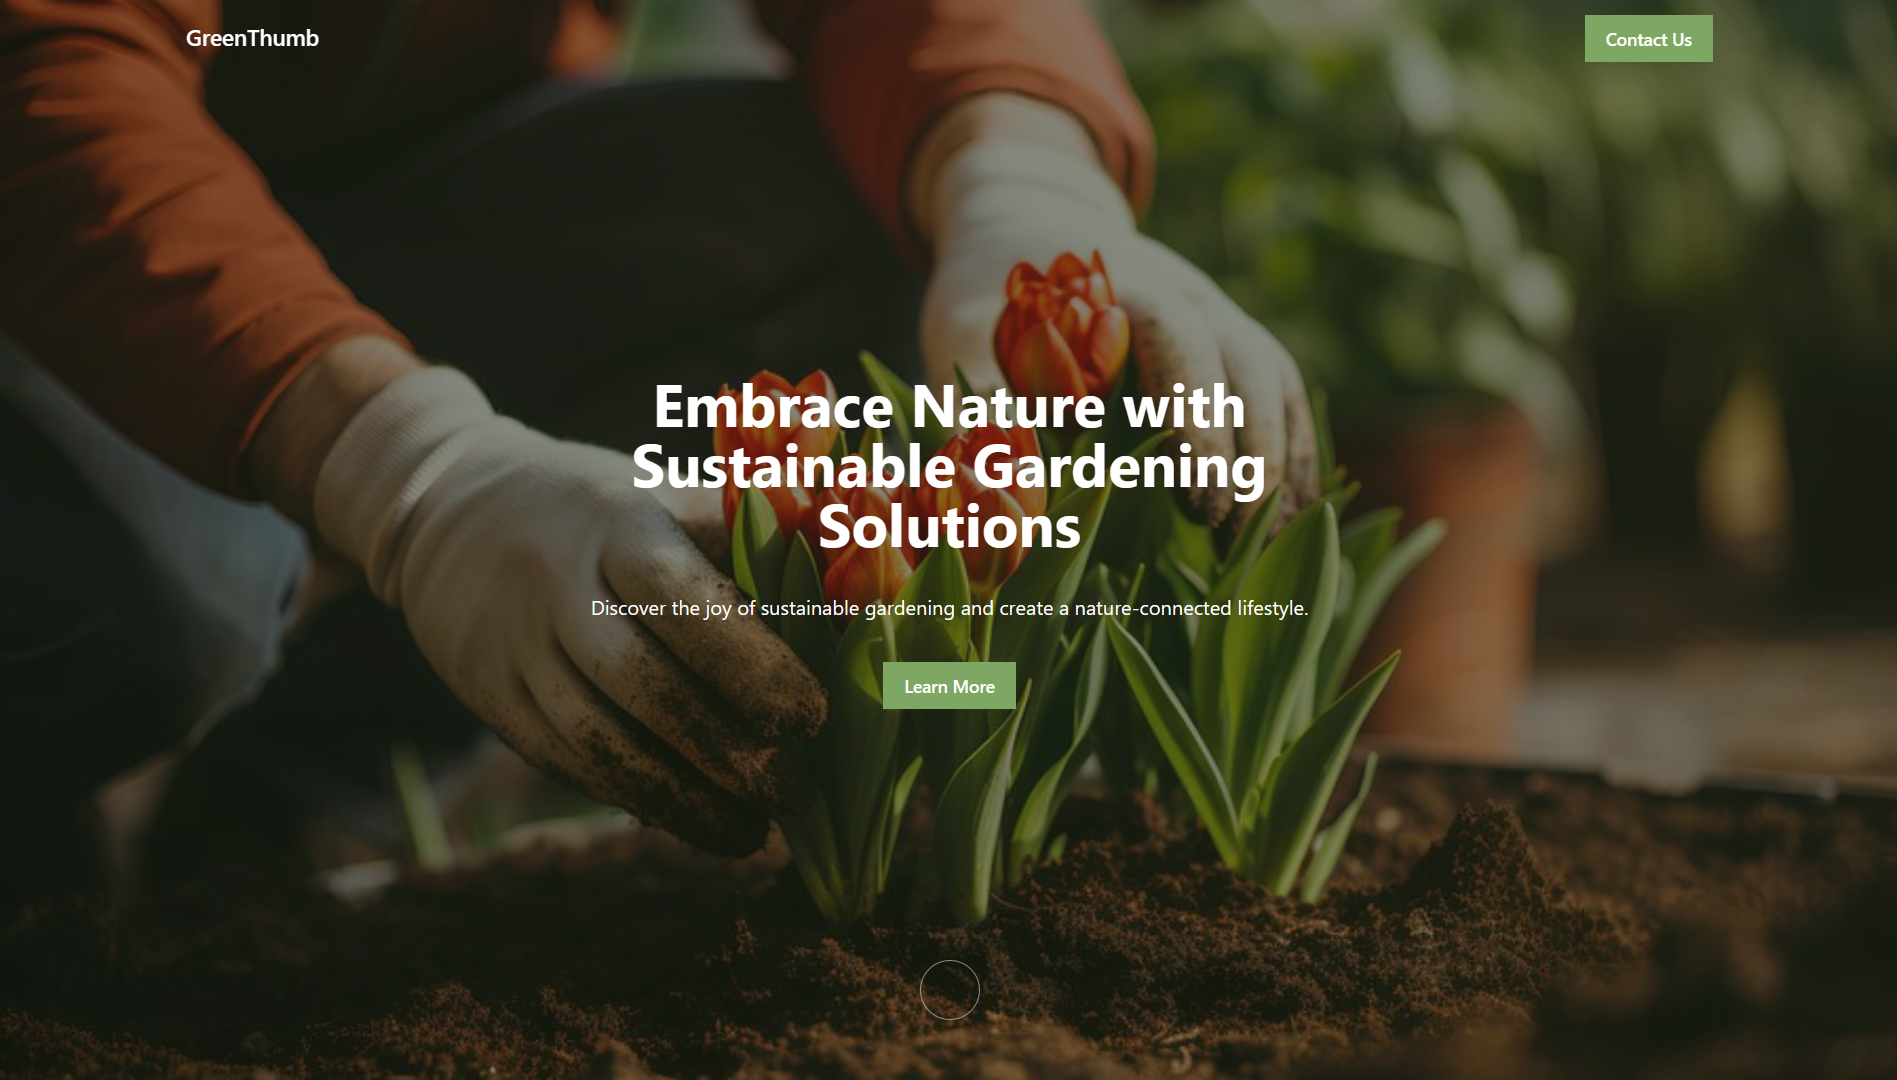 GreenThumb
Contact Us
Embrace Nature with
Sustainable Gardening
Solutions
Discover the joy of sustainable gardening and create a nature-connected lifestyle.
Learn More